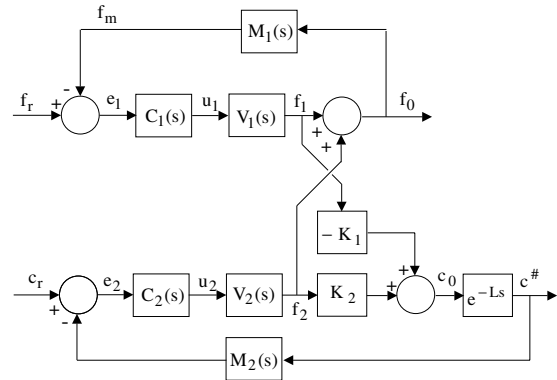 f_m
M_1(s)
-
f_r
+
e_1
C_1(s)
u_1
V_1(s)
f_1
+
+
f_0
- K_1
c_r
+
-
e_2
C_2(s)
u_2
V_2(s)
f_2
K_2
+
+
c_0
e^{-Ls}
c^#
M_2(s)